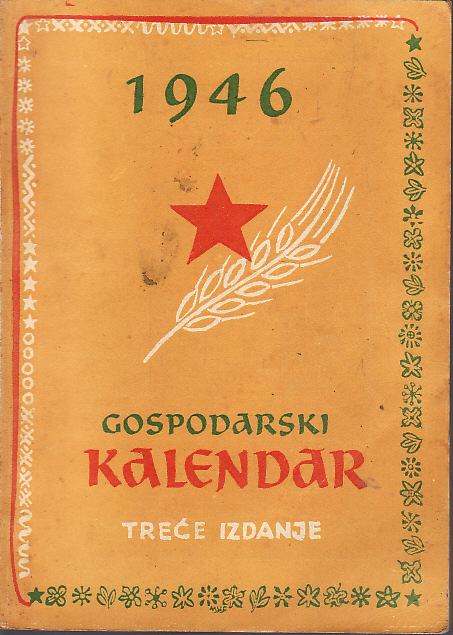 1946
GOSPODARSKI
KALENDAR
TREĆE IZDANJE